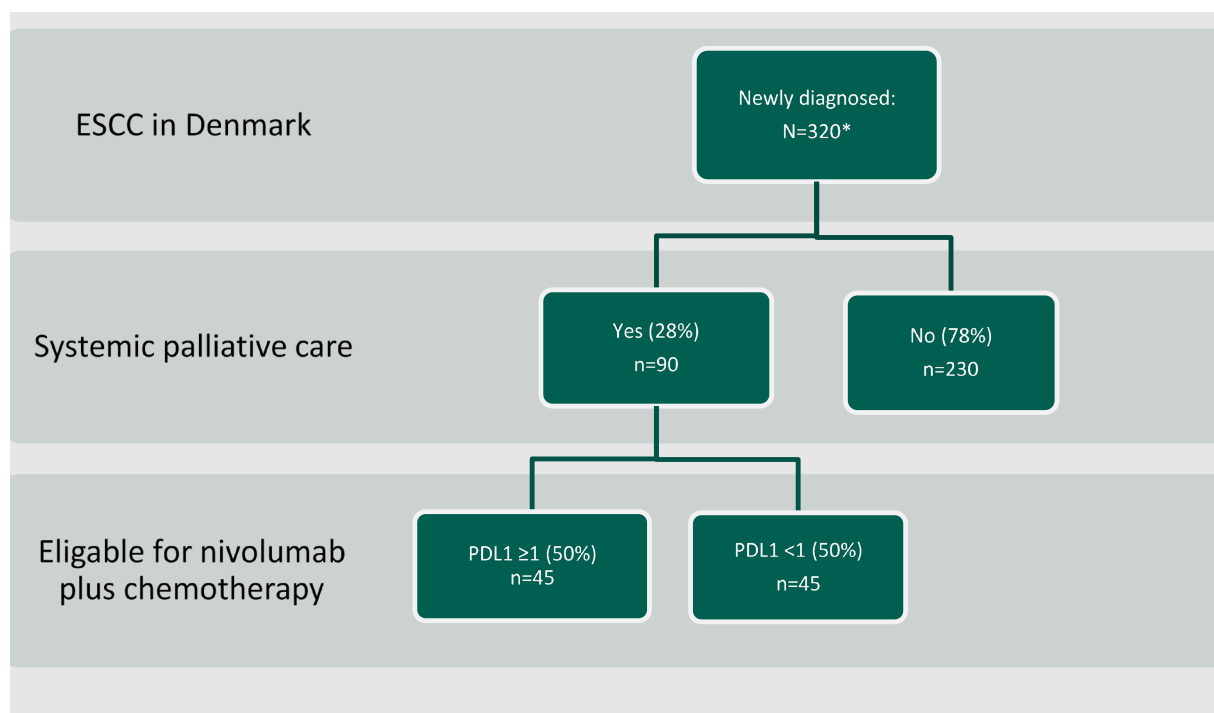 ESCC in Denmark
Newly diagnosed:
N=320*
Systemic palliative care
Yes (28%)
n=90
No (78%)
n=230
Eligable for nivolumab
plus chemotherapy
PDL1 ≥1 (50%)
n=45
PDL1 <1 (50%)
n=45